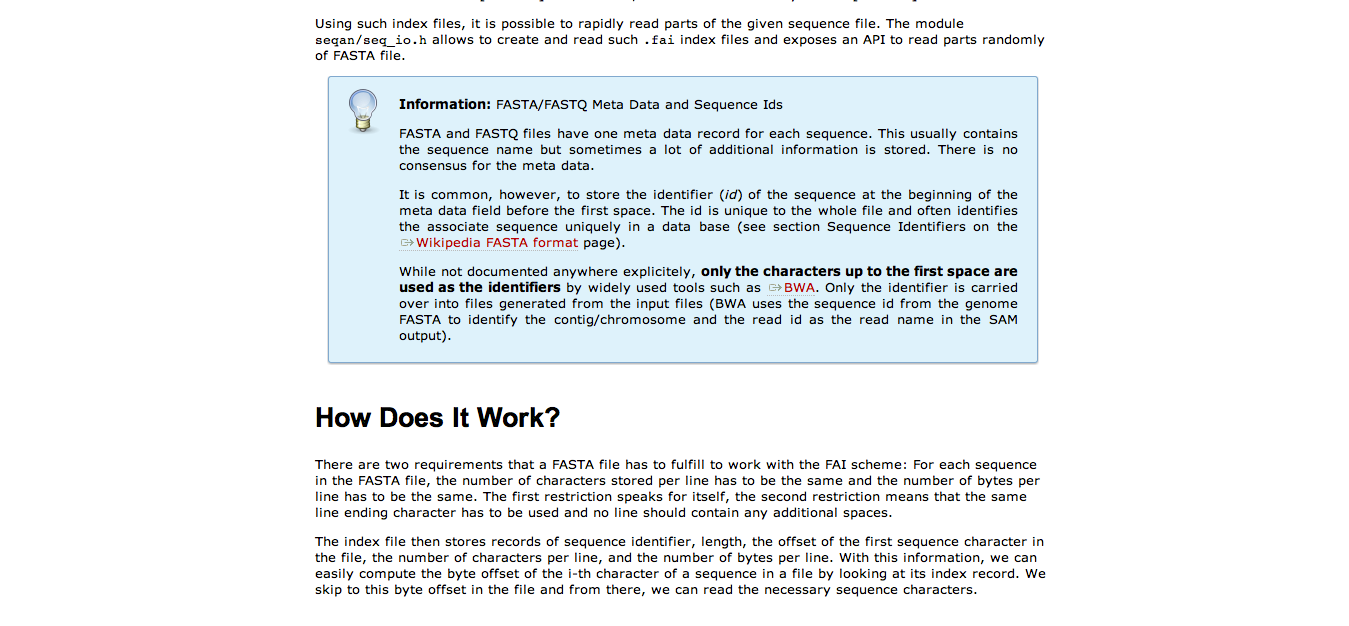 Using such index files, it is possible to rapidly read parts of the given sequence file. The module
seqan/seq_io.h allows to create and read such .fai index files and exposes an API to read parts randomly
of FASTA file.
Information: FASTA/FASTQ Meta Data and Sequence Ids
FASTA and FASTQ files have one meta data record for each sequence. This usually contains
the sequence name but sometimes a lot of additional information is stored. There is no
consensus for the meta data.
It is common, however, to store the identifier (id) of the sequence at the beginning of the
meta data field before the first space. The id is unique to the whole file and often identifies
the associate sequence uniquely in a data base (see section Sequence Identifiers on the
Wikipedia FASTA format page).
While not documented anywhere explicitely, only the characters up to the first space are
used as the identifiers by widely used tools such as BWA. Only the identifier is carried
over into files generated from the input files (BWA uses the sequence id from the genome
FASTA to identify the contig/chromosome and the read id as the read name in the SAM
output).
How Does It Work?
There are two requirements that a FASTA file has to fulfill to work with the FAI scheme: For each sequence
in the FASTA file, the number of characters stored per line has to be the same and the number of bytes per
line has to be the same. The first restriction speaks for itself, the second restriction means that the same
line ending character has to be used and no line should contain any additional spaces.
The index file then stores records of sequence identifier, length, the offset of the first sequence character in
the file, the number of characters per line, and the number of bytes per line. With this information, we can
easily compute the byte offset of the i-th character of a sequence in a file by looking at its index record. We
skip to this byte offset in the file and from there, we can read the necessary sequence characters.